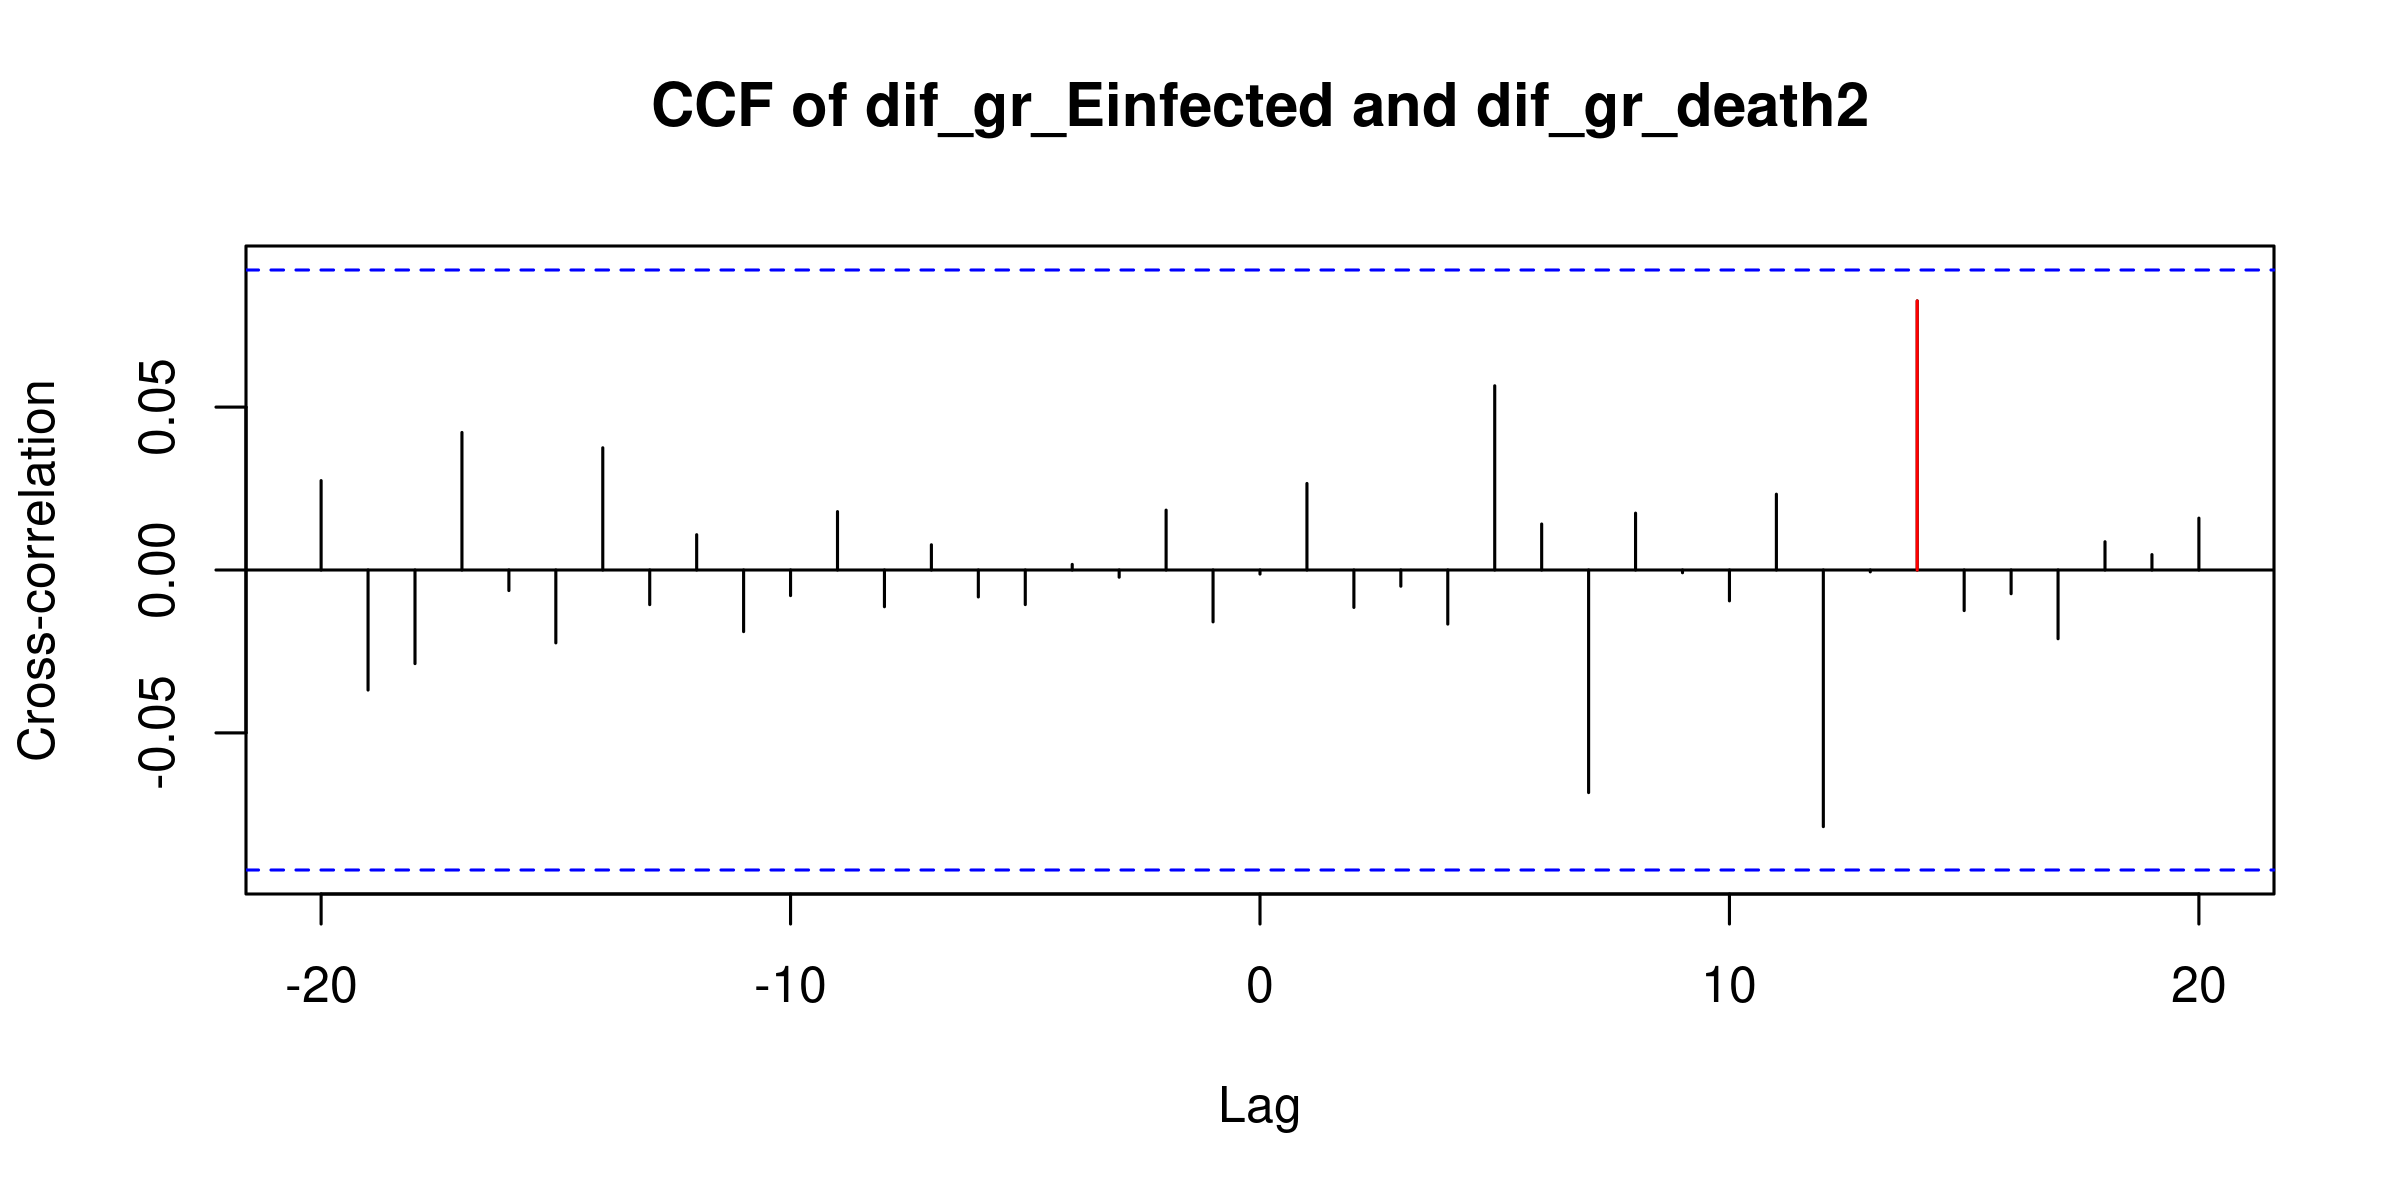 CCF of dif_gr_Einfected and dif_gr_death2
Cross-correlation
0.05
0.00
-0.05
-20 -10 0 10 20
Lag